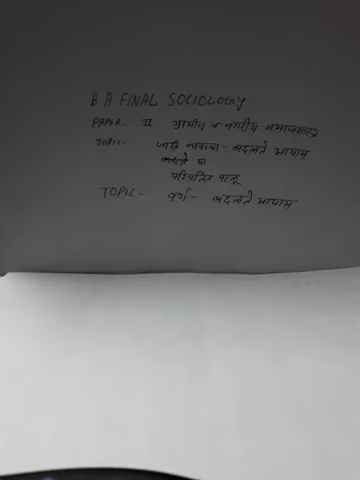 B A FINAL SOCIOLOGY
PAPER- II ग्रामीण व नगरीय समाजशास्त्र
TOPIC- जाति व्यवस्था - बदलते आयाम
या
परिवर्तित पहलू
TOPIC- वर्ग - बदलते आयाम